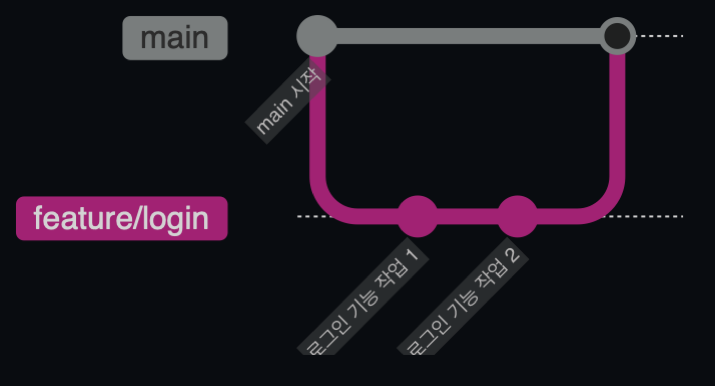 main
main 시작
feature/login
로그인 기능 작업 1
로그인 기능 작업 2